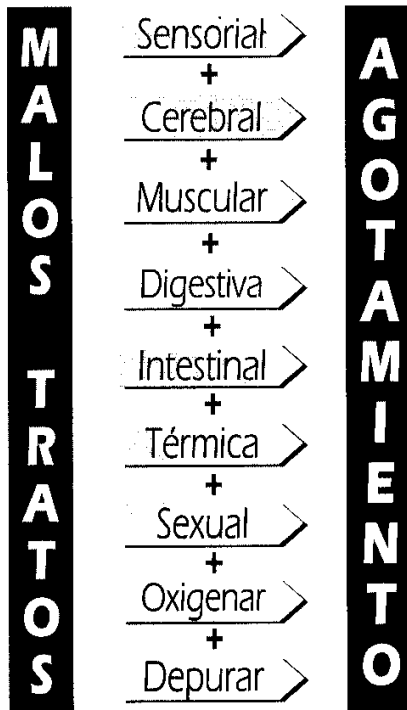 MALOS TRATOS
Sensorial
+
Cerebral
+
Muscular
+
Digestiva
+
Intestinal
+
Térmica
+
Sexual
+
Oxigenar
+
Depurar
AGOTAMIENTO